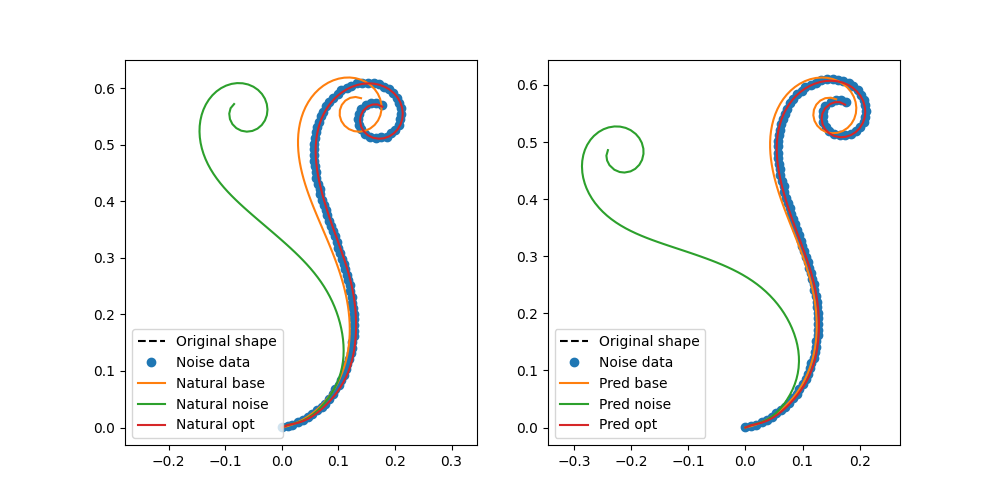 0.6
0.5
0.4
0.3
0.2
0.1
0.0
Original shape
Noise data
Natural base
Natural noise
Natural opt
−0.2 −0.1 0.0 0.1 0.2 0.3
0.6
0.5
0.4
0.3
0.2
0.1
0.0
Original shape
Noise data
Pred base
Pred noise
Pred opt
−0.3 −0.2 −0.1 0.0 0.1 0.2